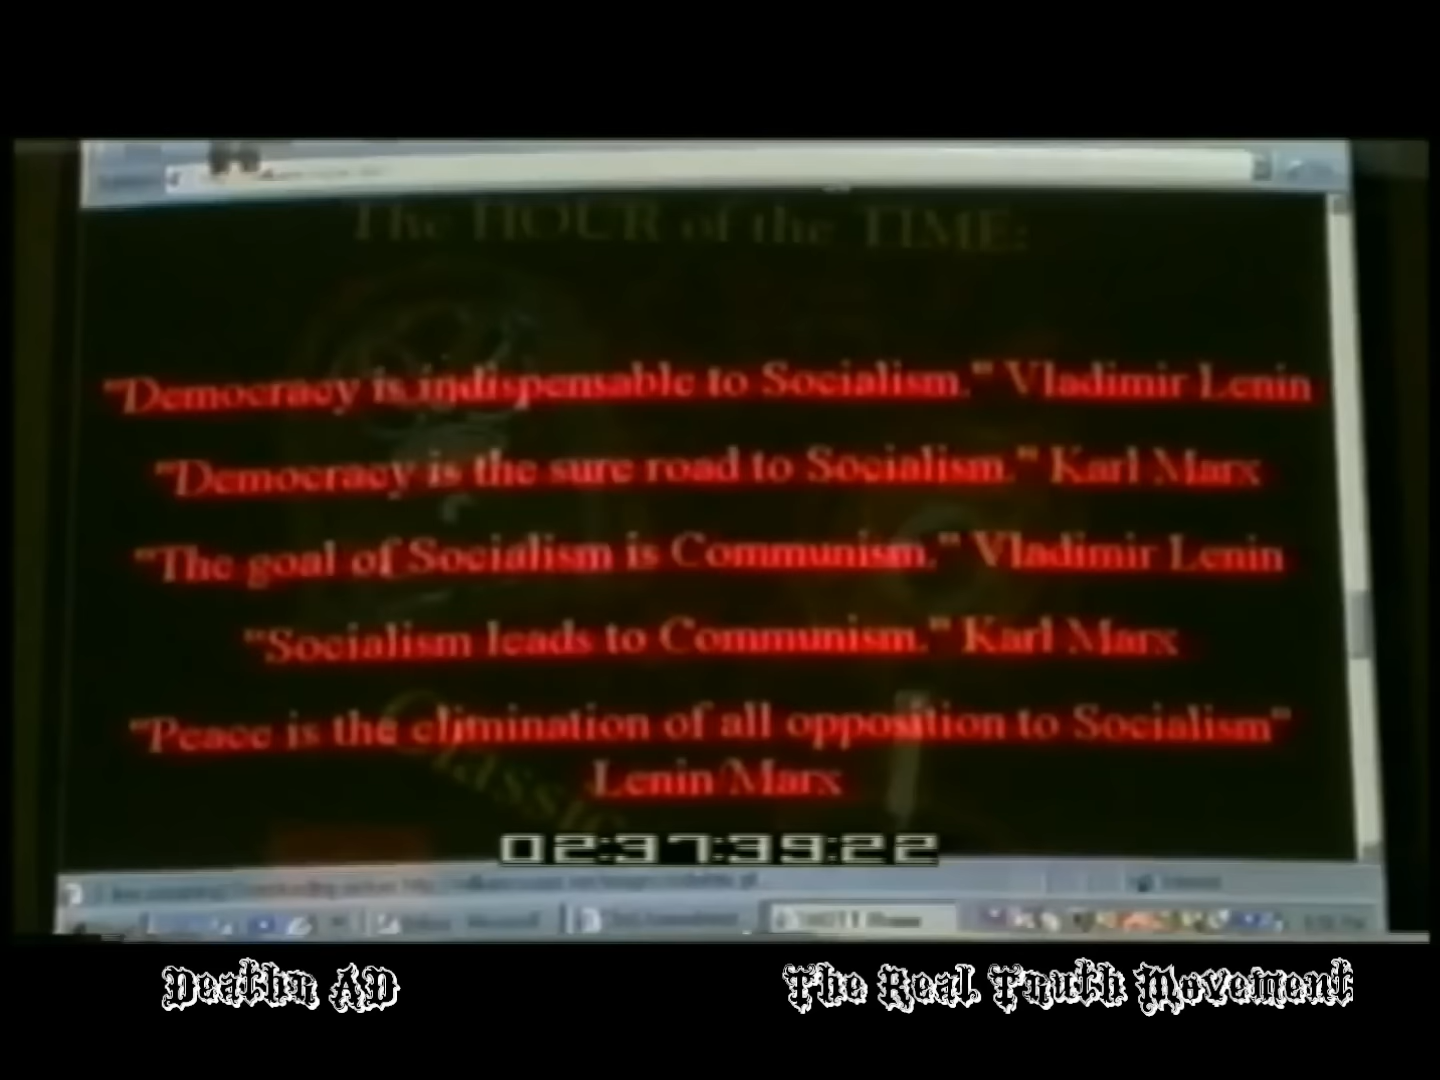 The HOUR of the TIME:
"Democracy is indispensable to Socialism." Vladimir Lenin
"Democracy is the sure road to Socialism." Karl Marx
"The goal of Socialism is Communism." Vladimir Lenin
"Socialism leads to Communism." Karl Marx
"Peace is the elimination of all opposition to Socialism"
Lenin/Marx
Classic
02:37:39:22
The Real Truth Movement